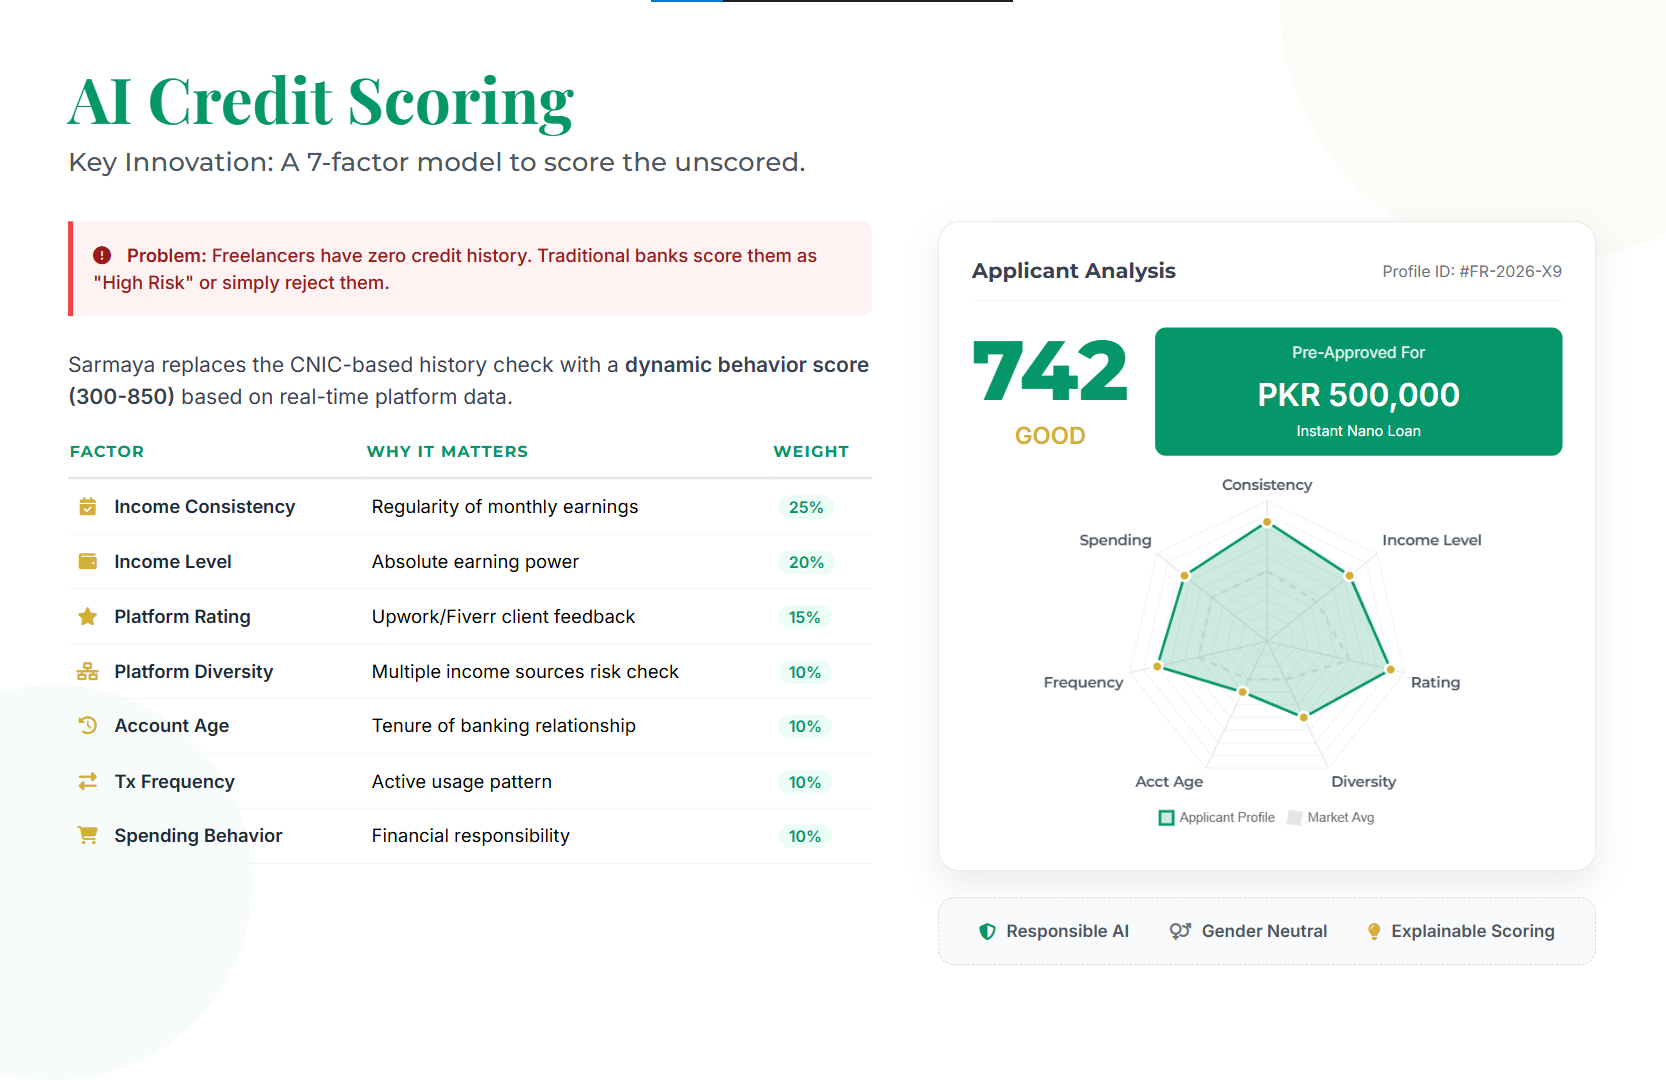 AI Credit Scoring
Key Innovation: A 7-factor model to score the unscored.
Problem: Freelancers have zero credit history. Traditional banks score them as
"High Risk" or simply reject them.
Sarmaya replaces the CNIC-based history check with a dynamic behavior score
(300-850) based on real-time platform data.
FACTOR WHY IT MATTERS WEIGHT
Income Consistency Regularity of monthly earnings 25%
Income Level Absolute earning power 20%
Platform Rating Upwork/Fiverr client feedback 15%
Platform Diversity Multiple income sources risk check 10%
Account Age Tenure of banking relationship 10%
Tx Frequency Active usage pattern 10%
Spending Behavior Financial responsibility 10%
Applicant Analysis Profile ID: #FR-2026-X9
742
GOOD
Pre-Approved For
PKR 500,000
Instant Nano Loan
Consistency
Spending Income Level
Frequency Rating
Acct Age Diversity
Applicant Profile Market Avg
Responsible AI Gender Neutral Explainable Scoring